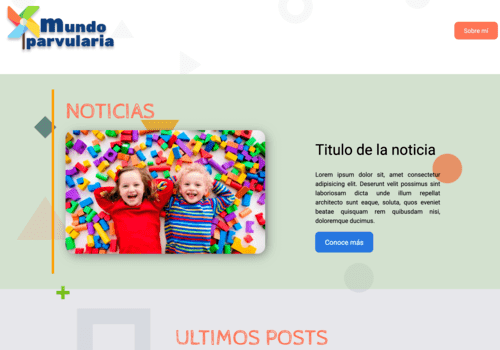 mundo
parvularia
Sobre mi
NOTICIAS
Titulo de la noticia
Lorem ipsum dolor sit, amet consectetur
adipisicing elit. Deserunt velit possimus sint
laboriosam dicta unde illum repellat
architecto sunt eaque, soluta, quos eveniet
beatae quisquam rem quibusdam nisi,
doloremque ducimus.
Conoce más
ULTIMOS POSTS